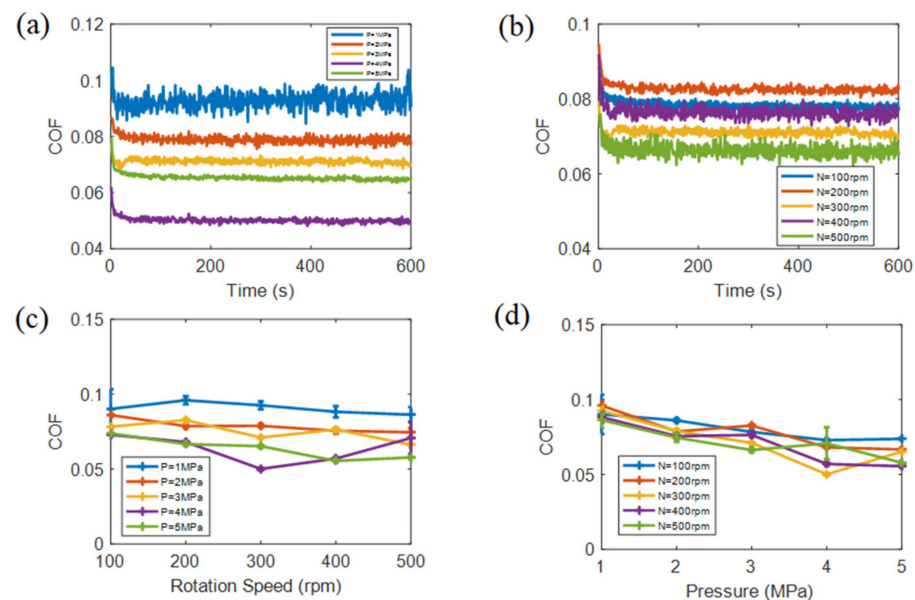 (a)
0.12
0.1
0.08
0.06
0.04
COF
P=1MPa
P=2MPa
P=3MPa
P=4MPa
P=5MPa
0 200 400 600
Time (s)
(b)
0.1
0.08
0.06
0.04
COF
N=100rpm
N=200rpm
N=300rpm
N=400rpm
N=500rpm
0 200 400 600
Time (s)
(c)
0.15
0.1
0.05
0
COF
P=1MPa
P=2MPa
P=3MPa
P=4MPa
P=5MPa
100 200 300 400 500
Rotation Speed (rpm)
(d)
0.15
0.1
0.05
0
COF
N=100rpm
N=200rpm
N=300rpm
N=400rpm
N=500rpm
1 2 3 4 5
Pressure (MPa)